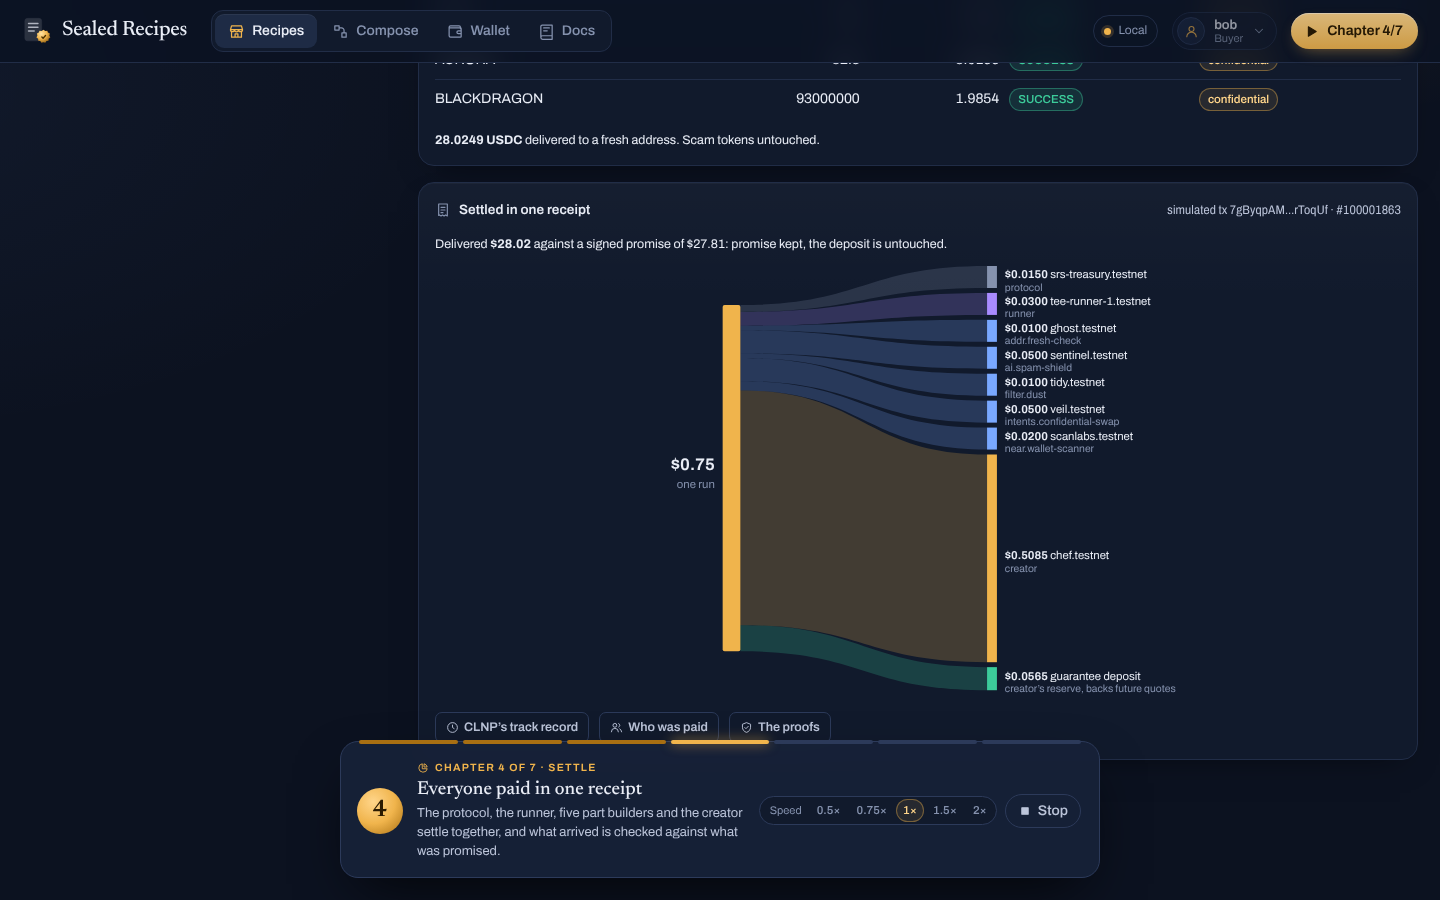 Sealed Recipes
Recipes
Compose
Wallet
Docs
Local
bob
Buyer
Chapter 4/7
BLACKDRAGON 93000000 1.9854 SUCCESS confidential
28.0249 USDC delivered to a fresh address. Scam tokens untouched.
Settled in one receipt
simulated tx 7gByqpAM...rToqUf · #100001863
Delivered $28.02 against a signed promise of $27.81: promise kept, the deposit is untouched.
$0.75
one run
$0.0150 srs-treasury.testnet
protocol
$0.0300 tee-runner-1.testnet
runner
$0.0100 ghost.testnet
addr.fresh-check
$0.0500 sentinel.testnet
ai.spam-shield
$0.0100 tidy.testnet
filter.dust
$0.0500 veil.testnet
intents.confidential-swap
$0.0200 scanlabs.testnet
near.wallet-scanner
$0.5085 chef.testnet
creator
$0.0565 guarantee deposit
creator's reserve, backs future quotes
CLNP's track record
Who was paid
The proofs
4
CHAPTER 4 OF 7 · SETTLE
Everyone paid in one receipt
The protocol, the runner, five part builders and the creator
settle together, and what arrived is checked against what
was promised.
Speed 0.5× 0.75× 1× 1.5× 2×
Stop